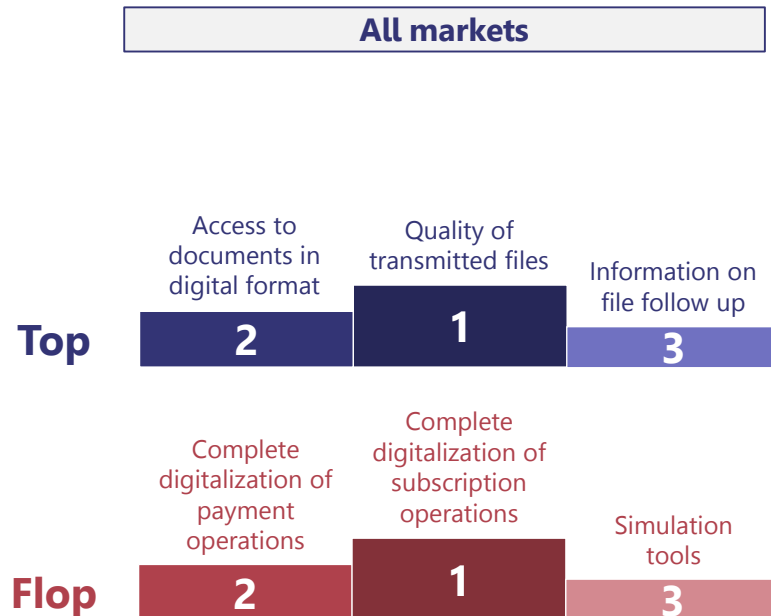 All markets
Access to
documents in
digital format
Quality of
transmitted files
Information on
file follow up
Top
2
1
3
Complete
digitalization of
payment
operations
Complete
digitalization of
subscription
operations
Simulation
tools
Flop
2
1
3